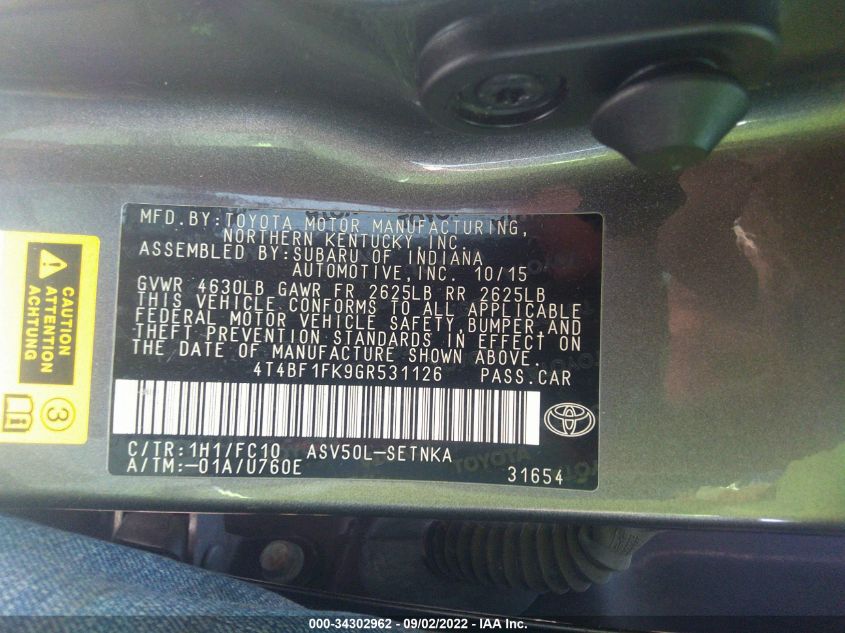 CAUTION
ATTENTION
ACHTUNG
3
MFD.BY:TOYOTA MOTOR MANUFACTURING,
NORTHERN KENTUCKY INC.
ASSEMBLED BY:SUBARU OF INDIANA
AUTOMOTIVE,INC. 10/15
GVWR 4630LB GAWR FR 2625LB RR 2625LB
THIS VEHICLE CONFORMS TO ALL APPLICABLE
FEDERAL MOTOR VEHICLE SAFETY,BUMPER,AND
THEFT PREVENTION STANDARDS IN EFFECT ON
THE DATE OF MANUFACTURE SHOWN ABOVE.
4T4BF1FK9GR531126 PASS.CAR
C/TR:1H1/FC10 ASV50L-SETNKA
A/TM:-01A/U760E
TOYOTA
31654
000-34302962 - 09/02/2022 - IAA Inc.